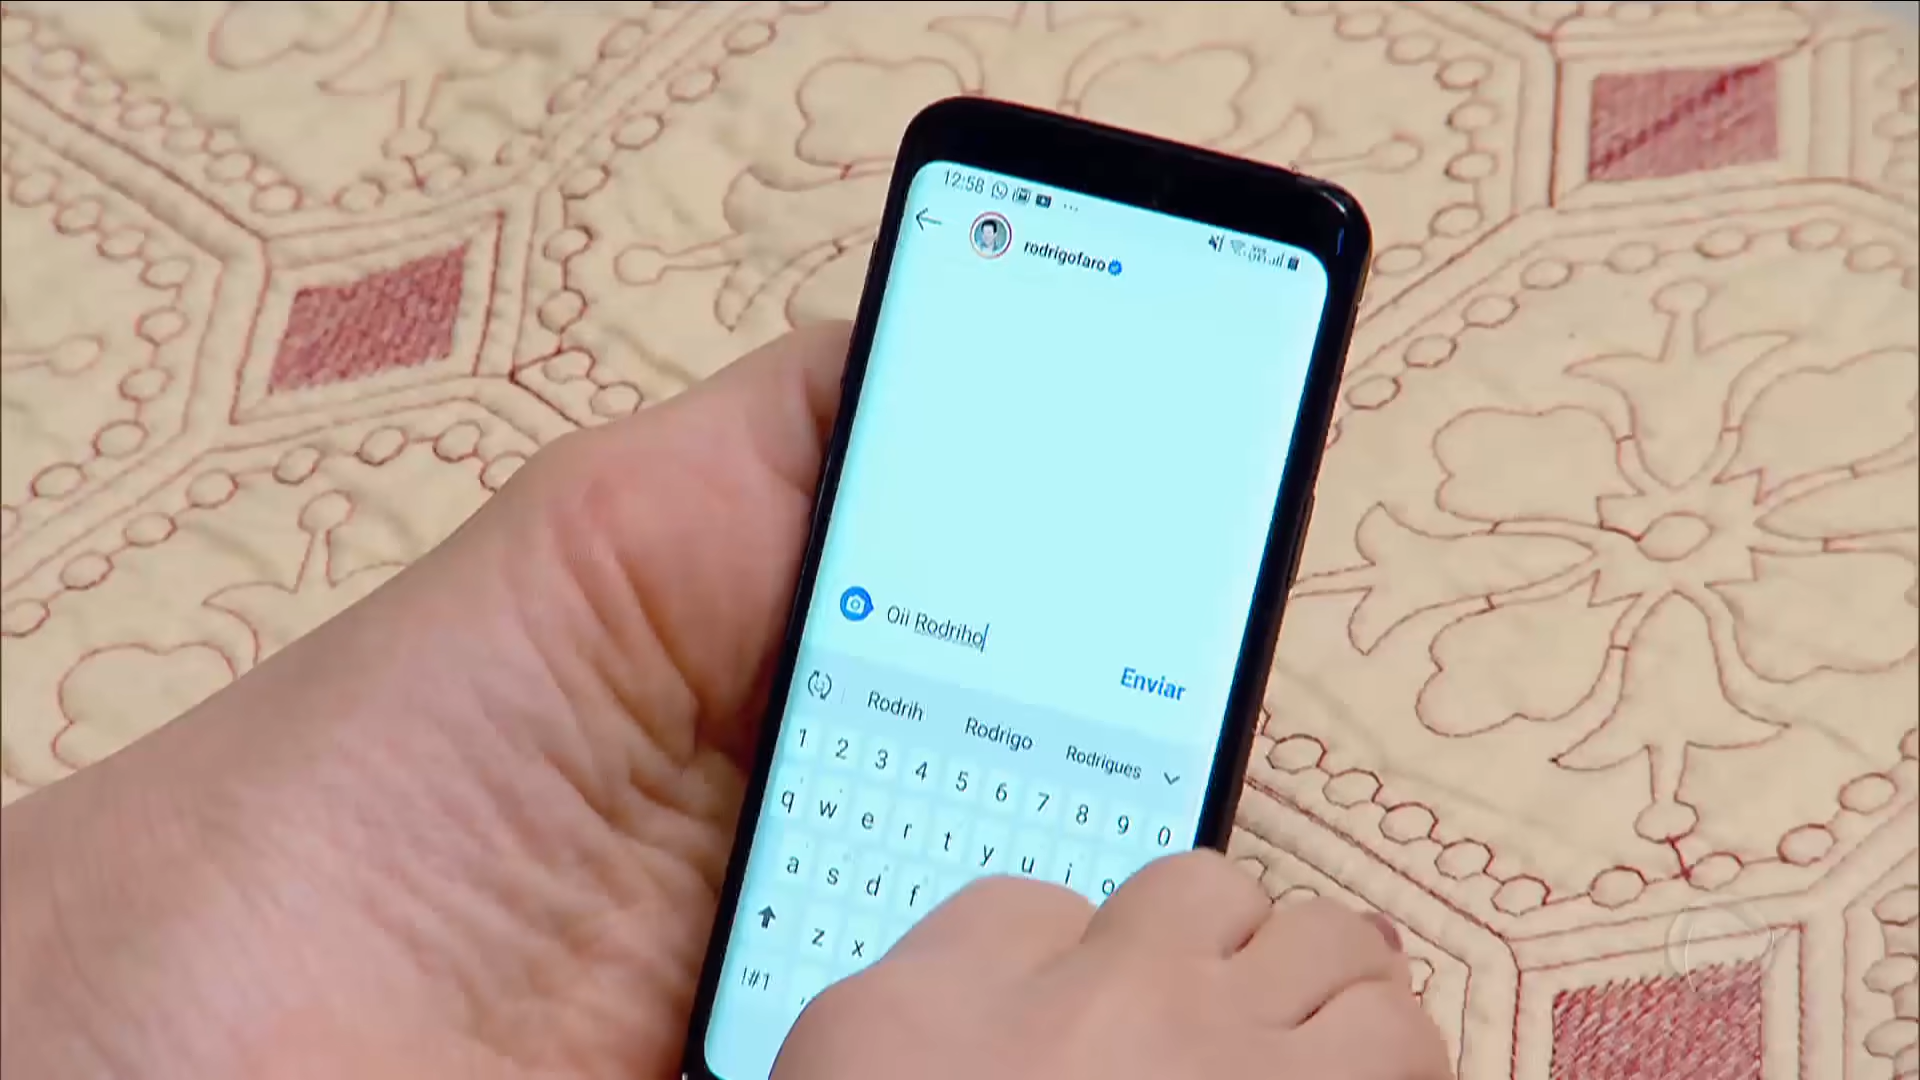 12:58
rodrigofaro
Oii Rodriho
Enviar
Rodrih Rodrigo Rodrigues
1 2 3 4 5 6 7 8 9 0
q w e r t y u i o
a s d f
z x
!#1 ,